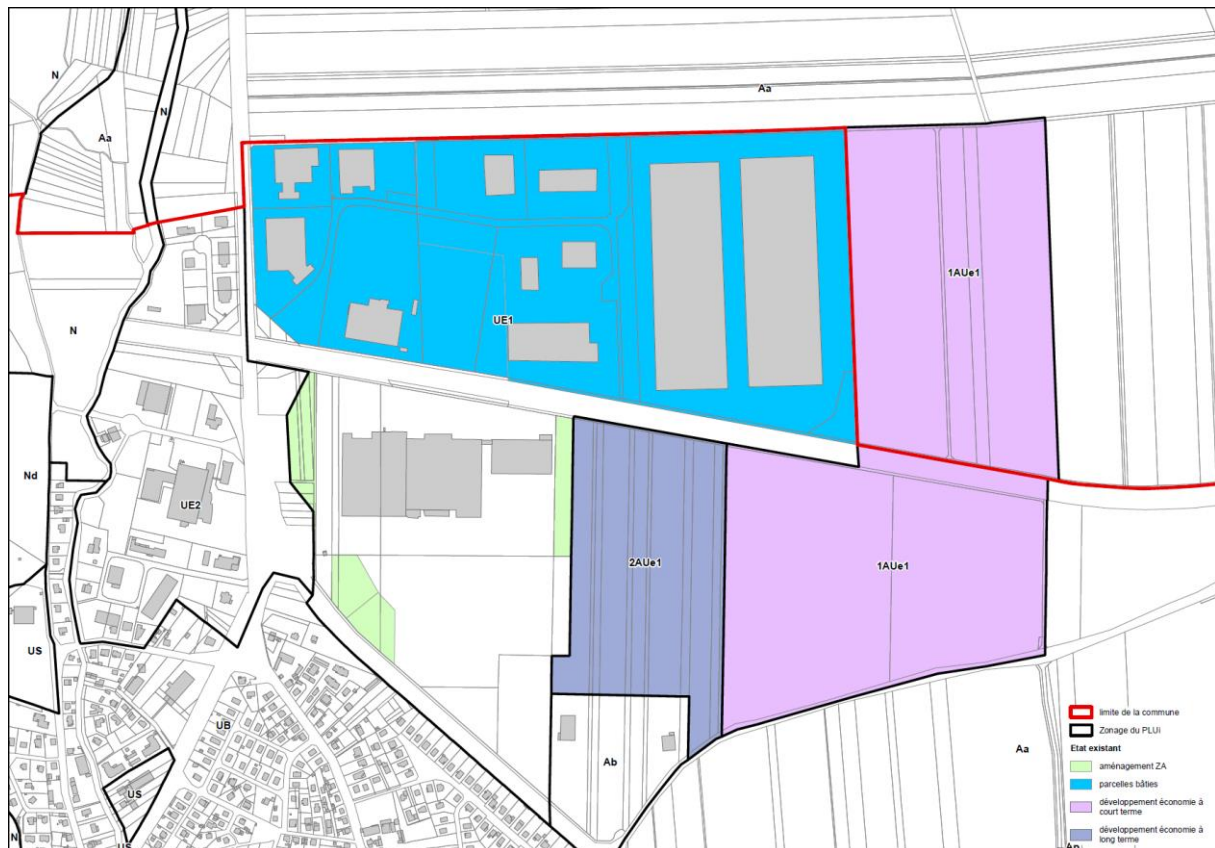 N
Aa
N
Aa
1AUe1
N
UE1
Nd
UE2
2AUe1
1AUe1
US
UB
Ab
Aa
US
N
US
limite de la commune
Zonage du PLUi
Etat existant
aménagement ZA
parcelles bâties
développement économie à
court terme
développement économie à
long terme